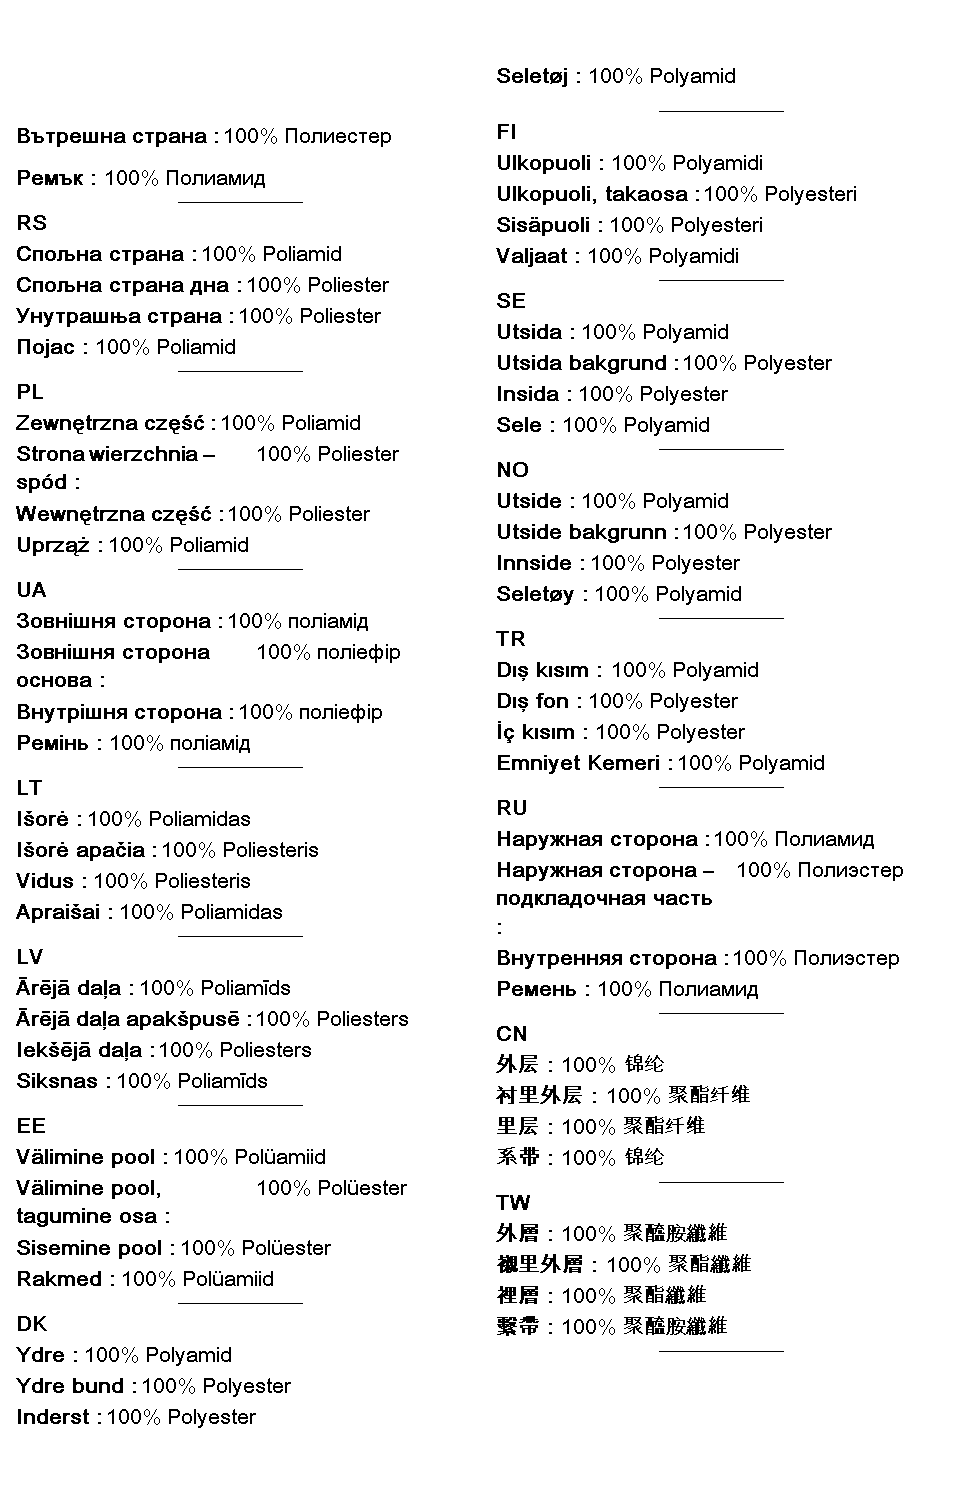 Вътрешна страна : 100% Полиестер
Ремък : 100% Полиамид
RS
Спољна страна : 100% Poliamid
Спољна страна дна : 100% Poliester
Унутрашња страна : 100% Poliester
Појас : 100% Poliamid
PL
Zewnętrzna część : 100% Poliamid
Strona wierzchnia – 100% Poliester
spód :
Wewnętrzna część : 100% Poliester
Uprząż : 100% Poliamid
UA
Зовнішня сторона : 100% поліамід
Зовнішня сторона 100% поліефір
основа :
Внутрішня сторона : 100% поліефір
Ремінь : 100% поліамід
LT
Išorė : 100% Poliamidas
Išorė apačia : 100% Poliesteris
Vidus : 100% Poliesteris
Apraišai : 100% Poliamidas
LV
Ārējā daļa : 100% Poliamīds
Ārējā daļa apakšpusē : 100% Poliesters
Iekšējā daļa : 100% Poliesters
Siksnas : 100% Poliamīds
EE
Välimine pool : 100% Polüamiid
Välimine pool, 100% Polüester
tagumine osa :
Sisemine pool : 100% Polüester
Rakmed : 100% Polüamiid
DK
Ydre : 100% Polyamid
Ydre bund : 100% Polyester
Inderst : 100% Polyester
Seletøj : 100% Polyamid
FI
Ulkopuoli : 100% Polyamidi
Ulkopuoli, takaosa : 100% Polyesteri
Sisäpuoli : 100% Polyesteri
Valjaat : 100% Polyamidi
SE
Utsida : 100% Polyamid
Utsida bakgrund : 100% Polyester
Insida : 100% Polyester
Sele : 100% Polyamid
NO
Utside : 100% Polyamid
Utside bakgrunn : 100% Polyester
Innside : 100% Polyester
Seletøy : 100% Polyamid
TR
Dış kısım : 100% Polyamid
Dış fon : 100% Polyester
İç kısım : 100% Polyester
Emniyet Kemeri : 100% Polyamid
RU
Наружная сторона : 100% Полиамид
Наружная сторона – 100% Полиэстер
подкладочная часть
:
Внутренняя сторона : 100% Полиэстер
Ремень : 100% Полиамид
CN
外层 : 100% 锦纶
衬里外层 : 100% 聚酯纤维
里层 : 100% 聚酯纤维
系带 : 100% 锦纶
TW
外層 : 100% 聚醯胺纖維
襯里外層 : 100% 聚酯纖維
裡層 : 100% 聚酯纖維
繫帶 : 100% 聚醯胺纖維